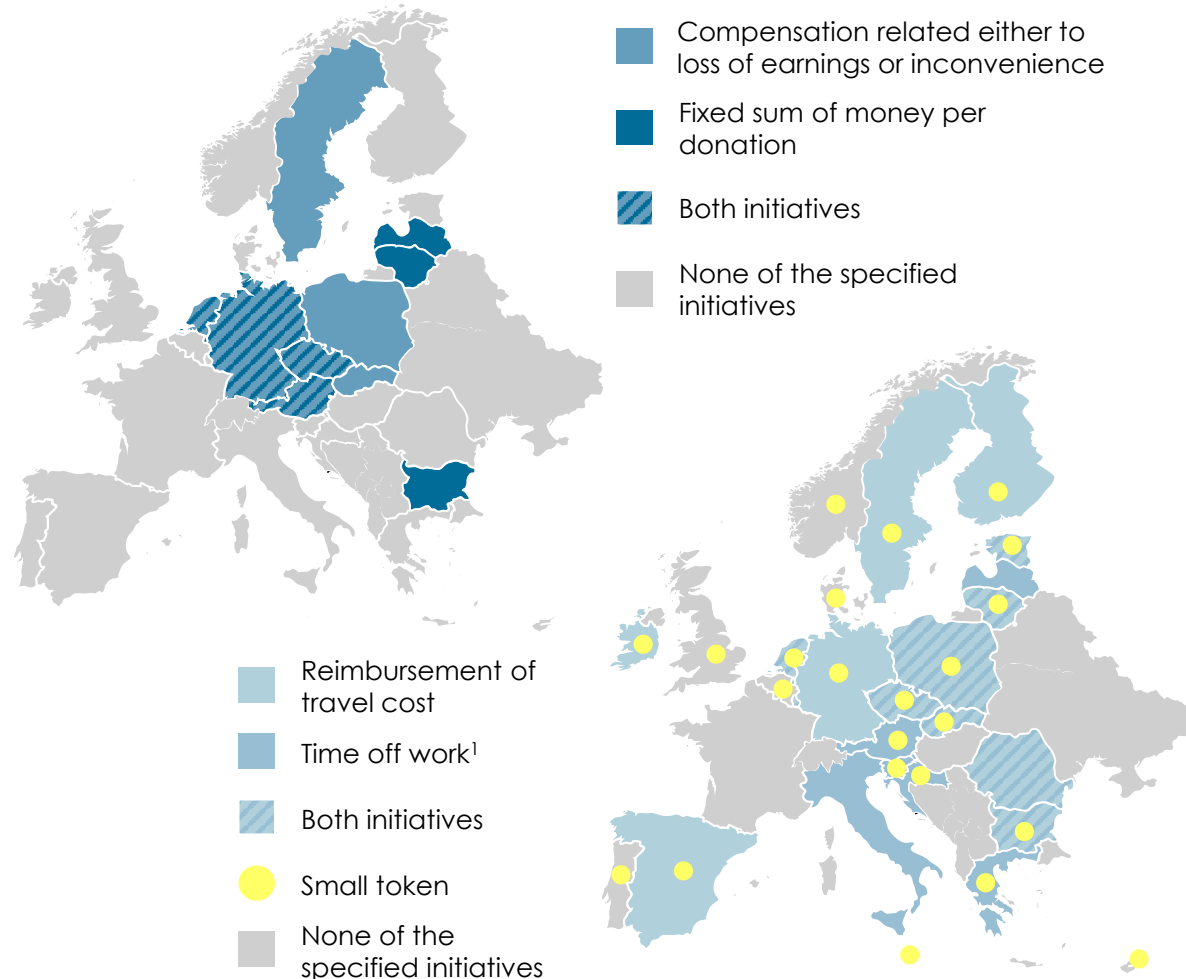 Compensation related either to
loss of earnings or inconvenience
Fixed sum of money per
donation
Both initiatives
None of the specified
initiatives
Reimbursement of
travel cost
Time off work¹
Both initiatives
Small token
None of the
specified initiatives